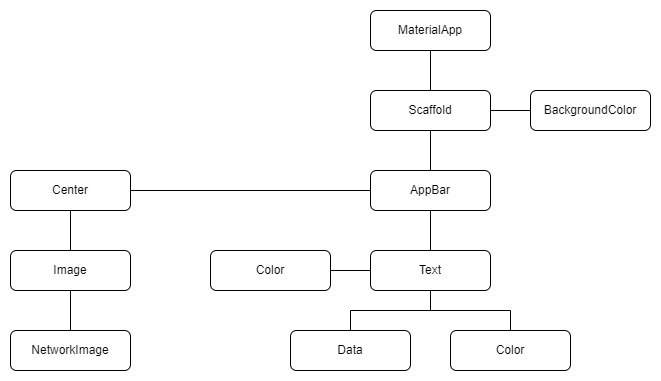 MaterialApp
Scaffold
BackgroundColor
Center
AppBar
Image
Color
Text
NetworkImage
Data
Color